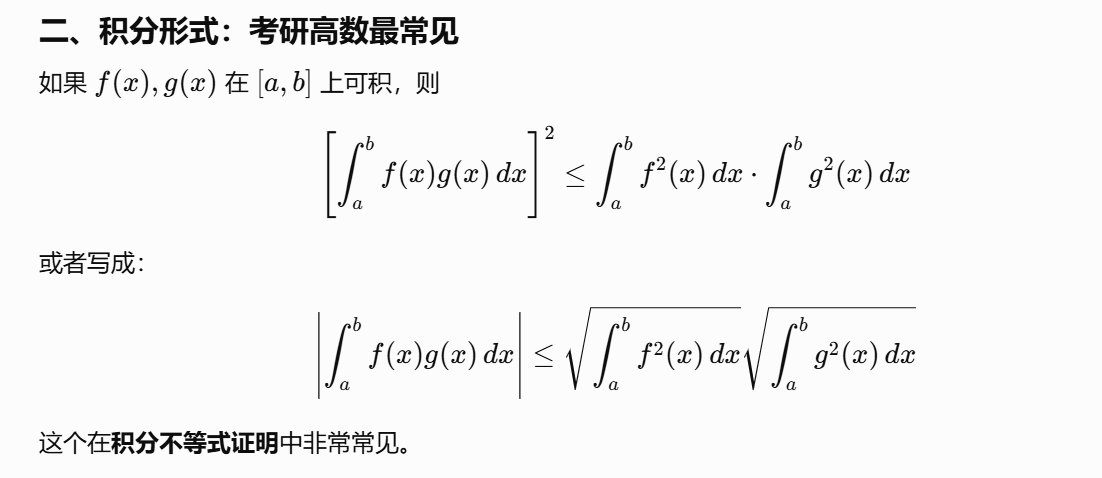 二、积分形式：考研高数最常见
如果 f(x), g(x) 在 [a, b] 上可积，则
[∫_a^b f(x)g(x) dx]^2 ≤ ∫_a^b f^2(x) dx · ∫_a^b g^2(x) dx
或者写成：
|∫_a^b f(x)g(x) dx| ≤ √(∫_a^b f^2(x) dx) √(∫_a^b g^2(x) dx)
这个在积分不等式证明中非常常见。